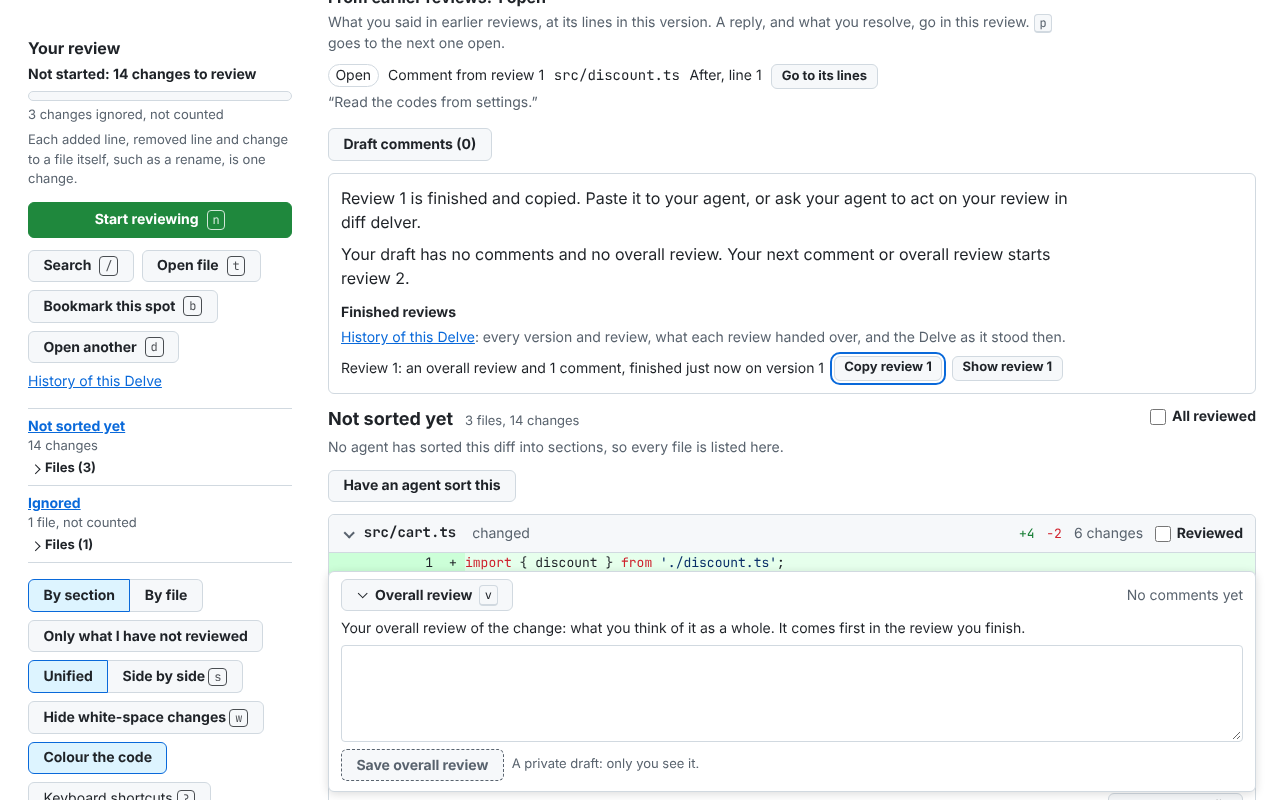 Your review
Not started: 14 changes to review
3 changes ignored, not counted
Each added line, removed line and change
to a file itself, such as a rename, is one
change.
Start reviewing n
Search / Open file t
Bookmark this spot b
Open another d
History of this Delve
Not sorted yet
14 changes
Files (3)
Ignored
1 file, not counted
Files (1)
By section By file
Only what I have not reviewed
Unified Side by side s
Hide white-space changes w
Colour the code
Keyboard shortcuts ?
From earlier reviews: 1 open
What you said in earlier reviews, at its lines in this version. A reply, and what you resolve, go in this review. p
goes to the next one open.
Open Comment from review 1 src/discount.ts After, line 1 Go to its lines
“Read the codes from settings.”
Draft comments (0)
Review 1 is finished and copied. Paste it to your agent, or ask your agent to act on your review in
diff delver.
Your draft has no comments and no overall review. Your next comment or overall review starts
review 2.
Finished reviews
History of this Delve: every version and review, what each review handed over, and the Delve as it stood then.
Review 1: an overall review and 1 comment, finished just now on version 1 Copy review 1 Show review 1
Not sorted yet 3 files, 14 changes All reviewed
No agent has sorted this diff into sections, so every file is listed here.
Have an agent sort this
src/cart.ts changed +4 -2 6 changes Reviewed
1 + import { discount } from './discount.ts';
Overall review v No comments yet
Your overall review of the change: what you think of it as a whole. It comes first in the review you finish.
Save overall review A private draft: only you see it.